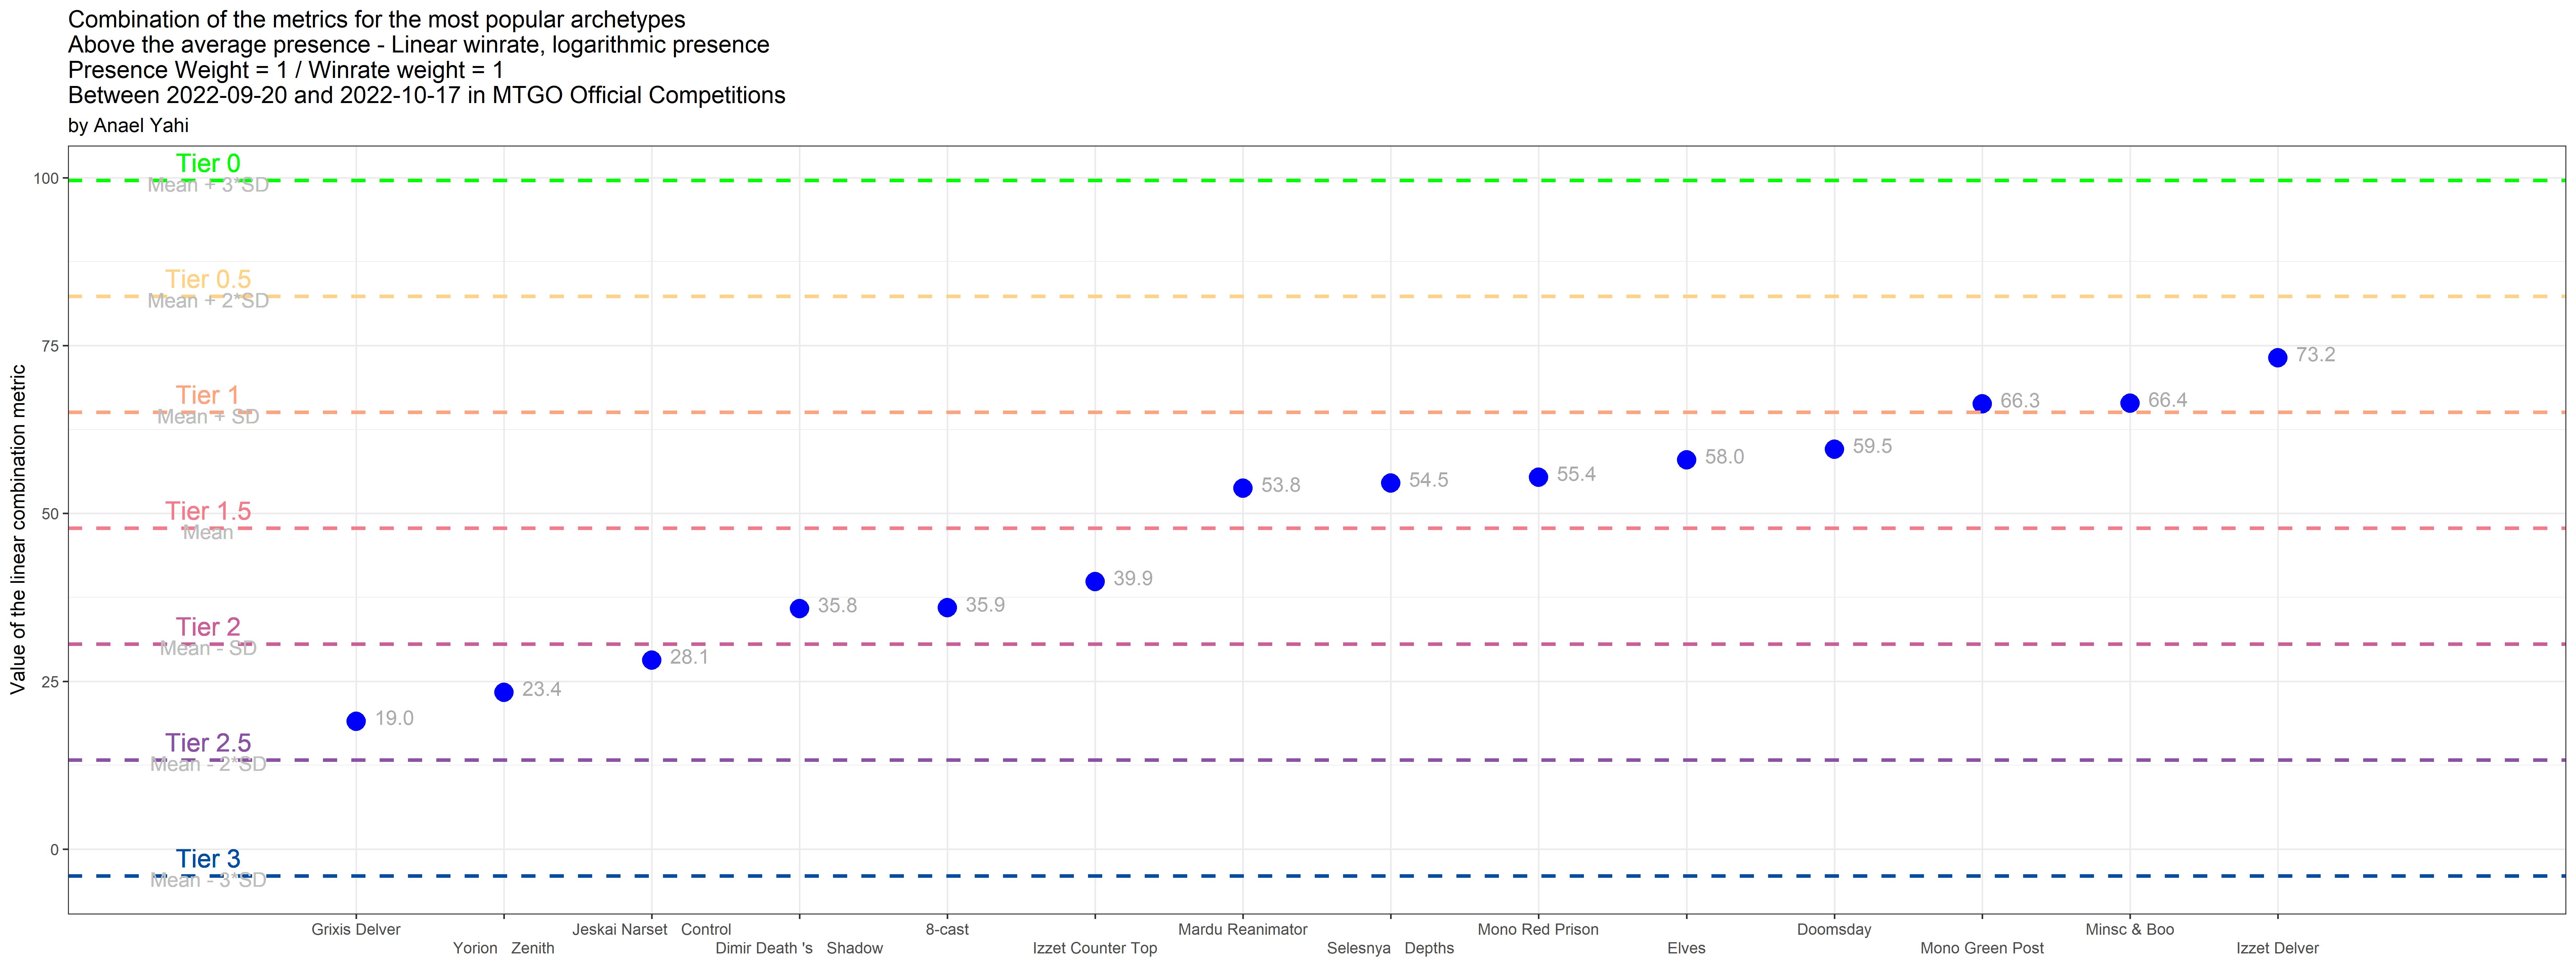 Combination of the metrics for the most popular archetypes
Above the average presence - Linear winrate, logarithmic presence
Presence Weight = 1 / Winrate weight = 1
Between 2022-09-20 and 2022-10-17 in MTGO Official Competitions
by Anael Yahi
Value of the linear combination metric
100
75
50
25
0
Tier 0
Mean + 3*SD
Tier 0.5
Mean + 2*SD
Tier 1
Mean + SD
Tier 1.5
Mean
Tier 2
Mean - SD
Tier 2.5
Mean - 2*SD
Tier 3
Mean - 3*SD
19.0
23.4
28.1
35.8
35.9
39.9
53.8
54.5
55.4
58.0
59.5
66.3
66.4
73.2
Grixis Delver
Yorion Zenith
Jeskai Narset Control
Dimir Death 's Shadow
8-cast
Izzet Counter Top
Mardu Reanimator
Selesnya Depths
Mono Red Prison
Elves
Doomsday
Mono Green Post
Minsc & Boo
Izzet Delver